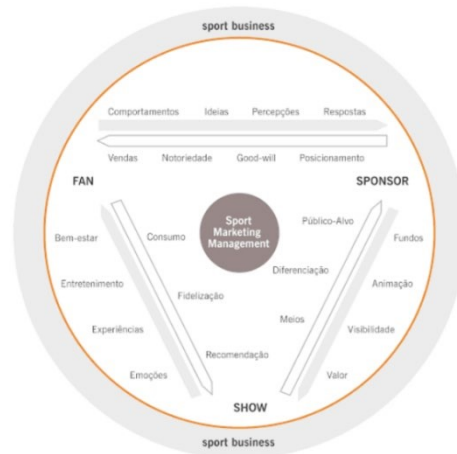 sport business
Comportamentos Ideias Percepções Respostas
Vendas Notoriedade Good-will Posicionamento
FAN SPONSOR
Sport
Marketing
Management
Bem-estar Consumo Público-Alvo Fundos
Diferenciação
Entretenimento Fidelização Animação
Experiências Meios Visibilidade
Recomendação
Emoções Valor
SHOW
sport business